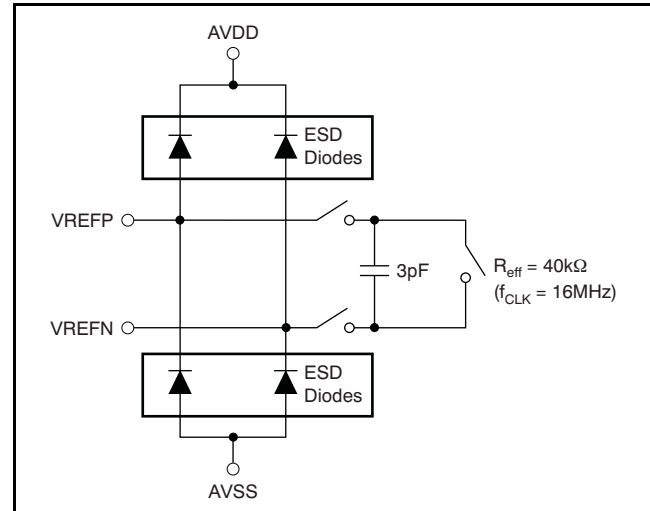 AVDD
ESD
Diodes
VREFP
3pF
R_eff = 40kΩ
(f_CLK = 16MHz)
VREFN
ESD
Diodes
AVSS